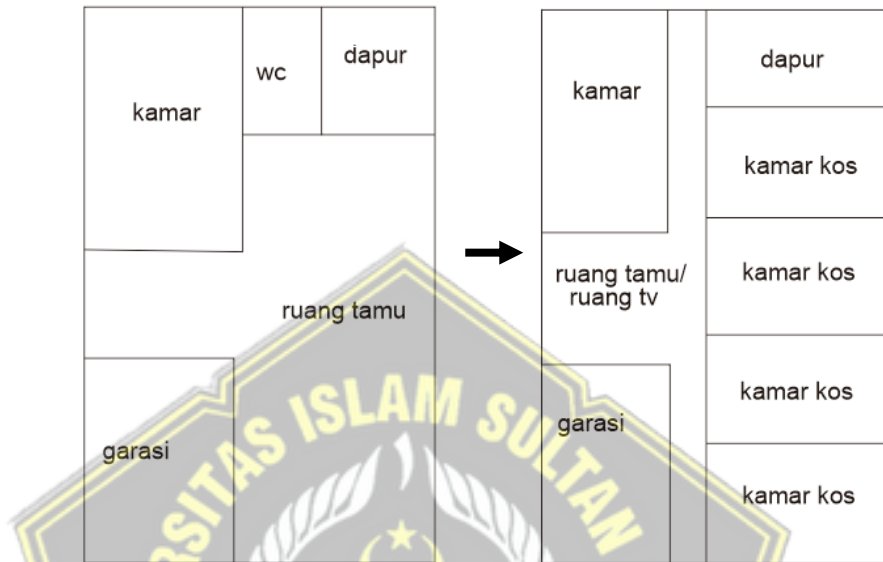 kamar
wc
dapur
ruang tamu
garasi
kamar
dapur
kamar kos
kamar kos
ruang tamu/
ruang tv
kamar kos
garasi
kamar kos
ERSITAS ISLAM SULTAN